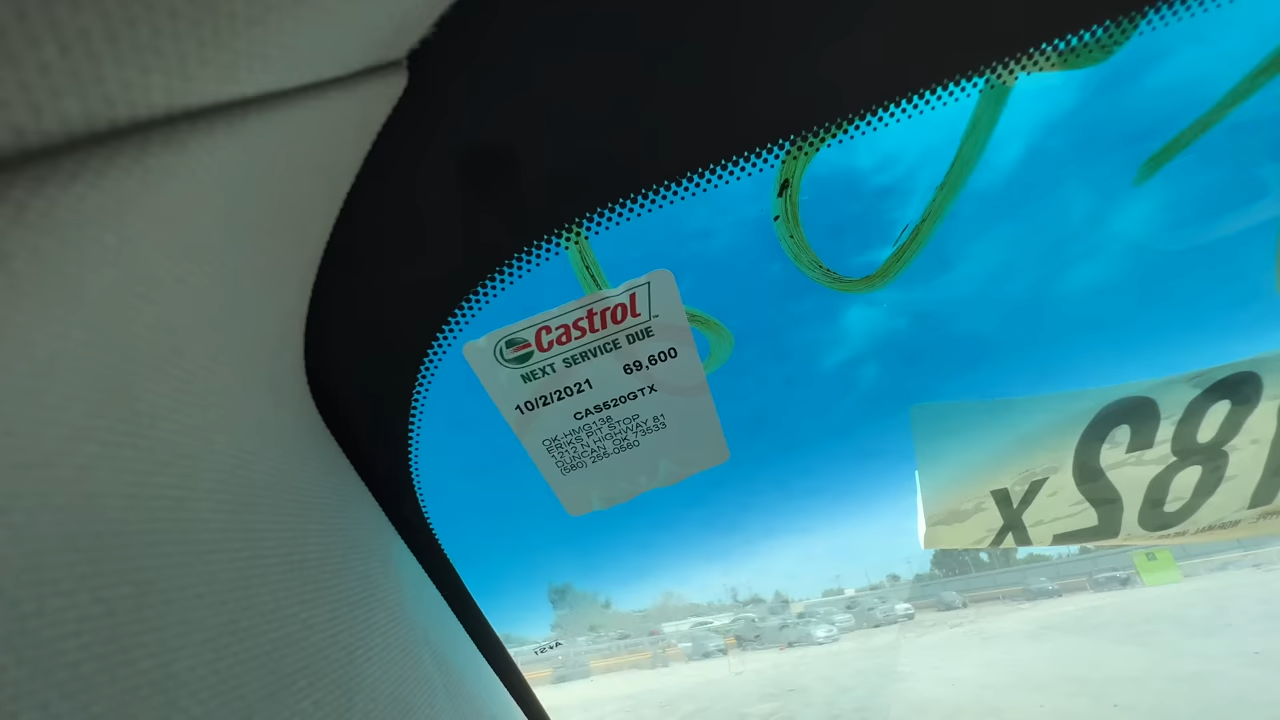 Castrol
NEXT SERVICE DUE
10/2/2021 69,600
CAS520GTX
OK-HMG138
ERIKS PIT STOP
1212 N HIGHWAY 81
DUNCAN OK 73533
(580) 255-0560
82 X